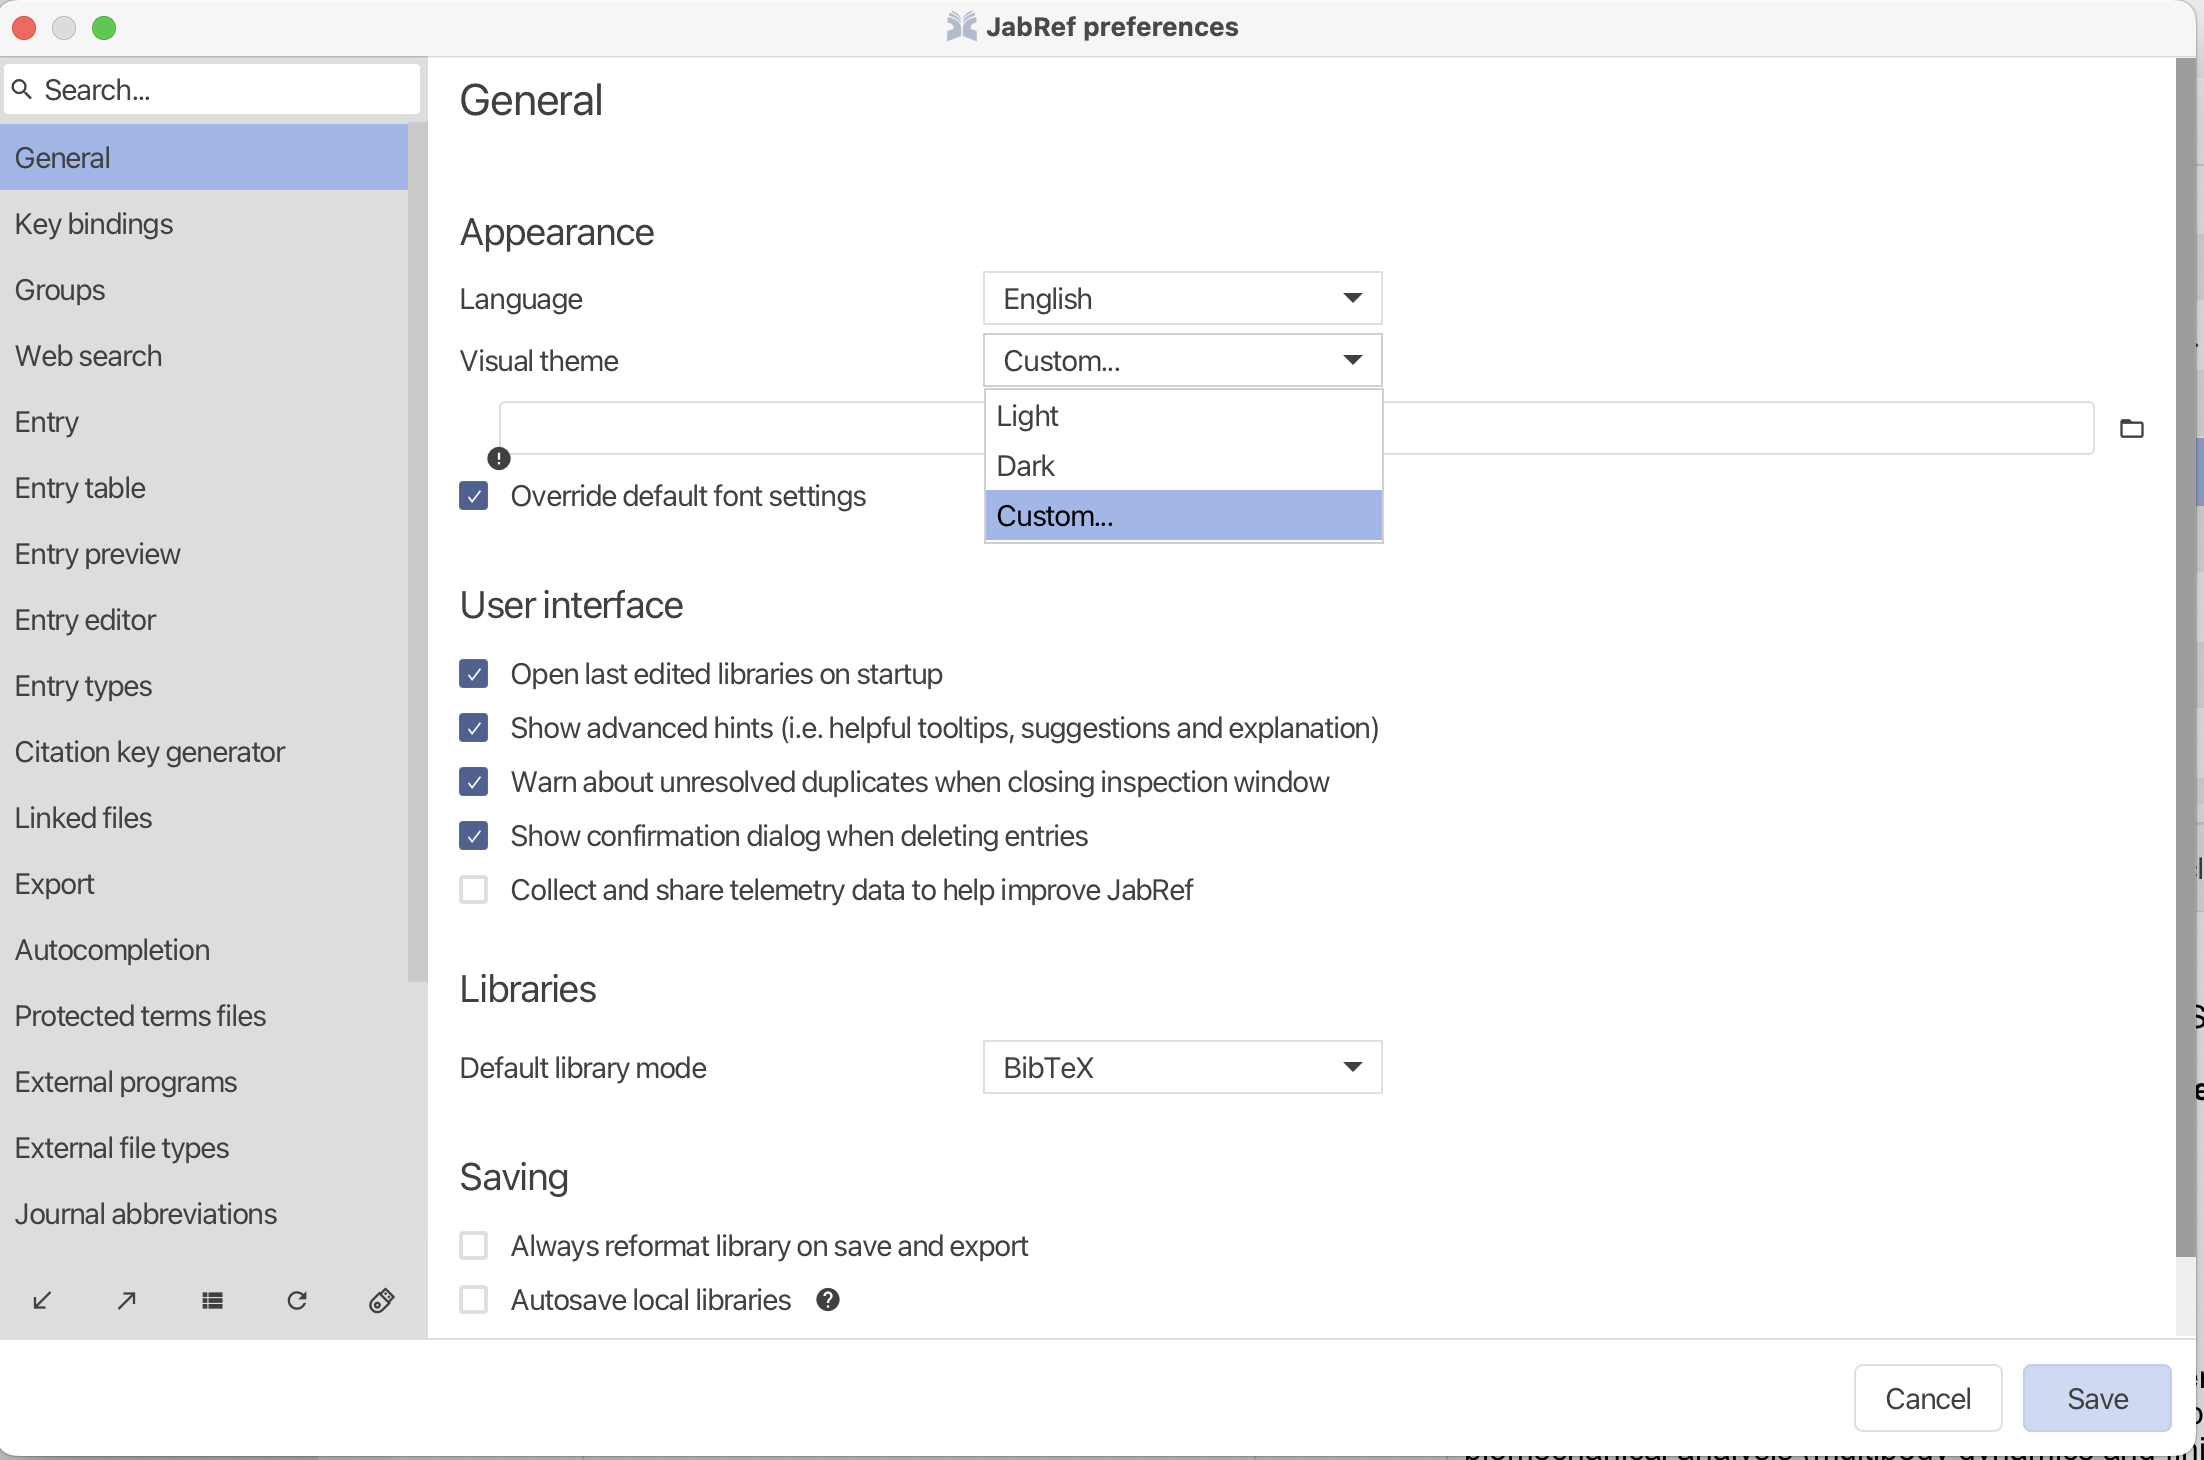 JabRef preferences
Search...
General
Key bindings
Groups
Web search
Entry
Entry table
Entry preview
Entry editor
Entry types
Citation key generator
Linked files
Export
Autocompletion
Protected terms files
External programs
External file types
Journal abbreviations
General
Appearance
Language
English
Visual theme
Custom...
Light
Dark
Custom...
Override default font settings
User interface
Open last edited libraries on startup
Show advanced hints (i.e. helpful tooltips, suggestions and explanation)
Warn about unresolved duplicates when closing inspection window
Show confirmation dialog when deleting entries
Collect and share telemetry data to help improve JabRef
Libraries
Default library mode
BibTeX
Saving
Always reformat library on save and export
Autosave local libraries
Cancel
Save